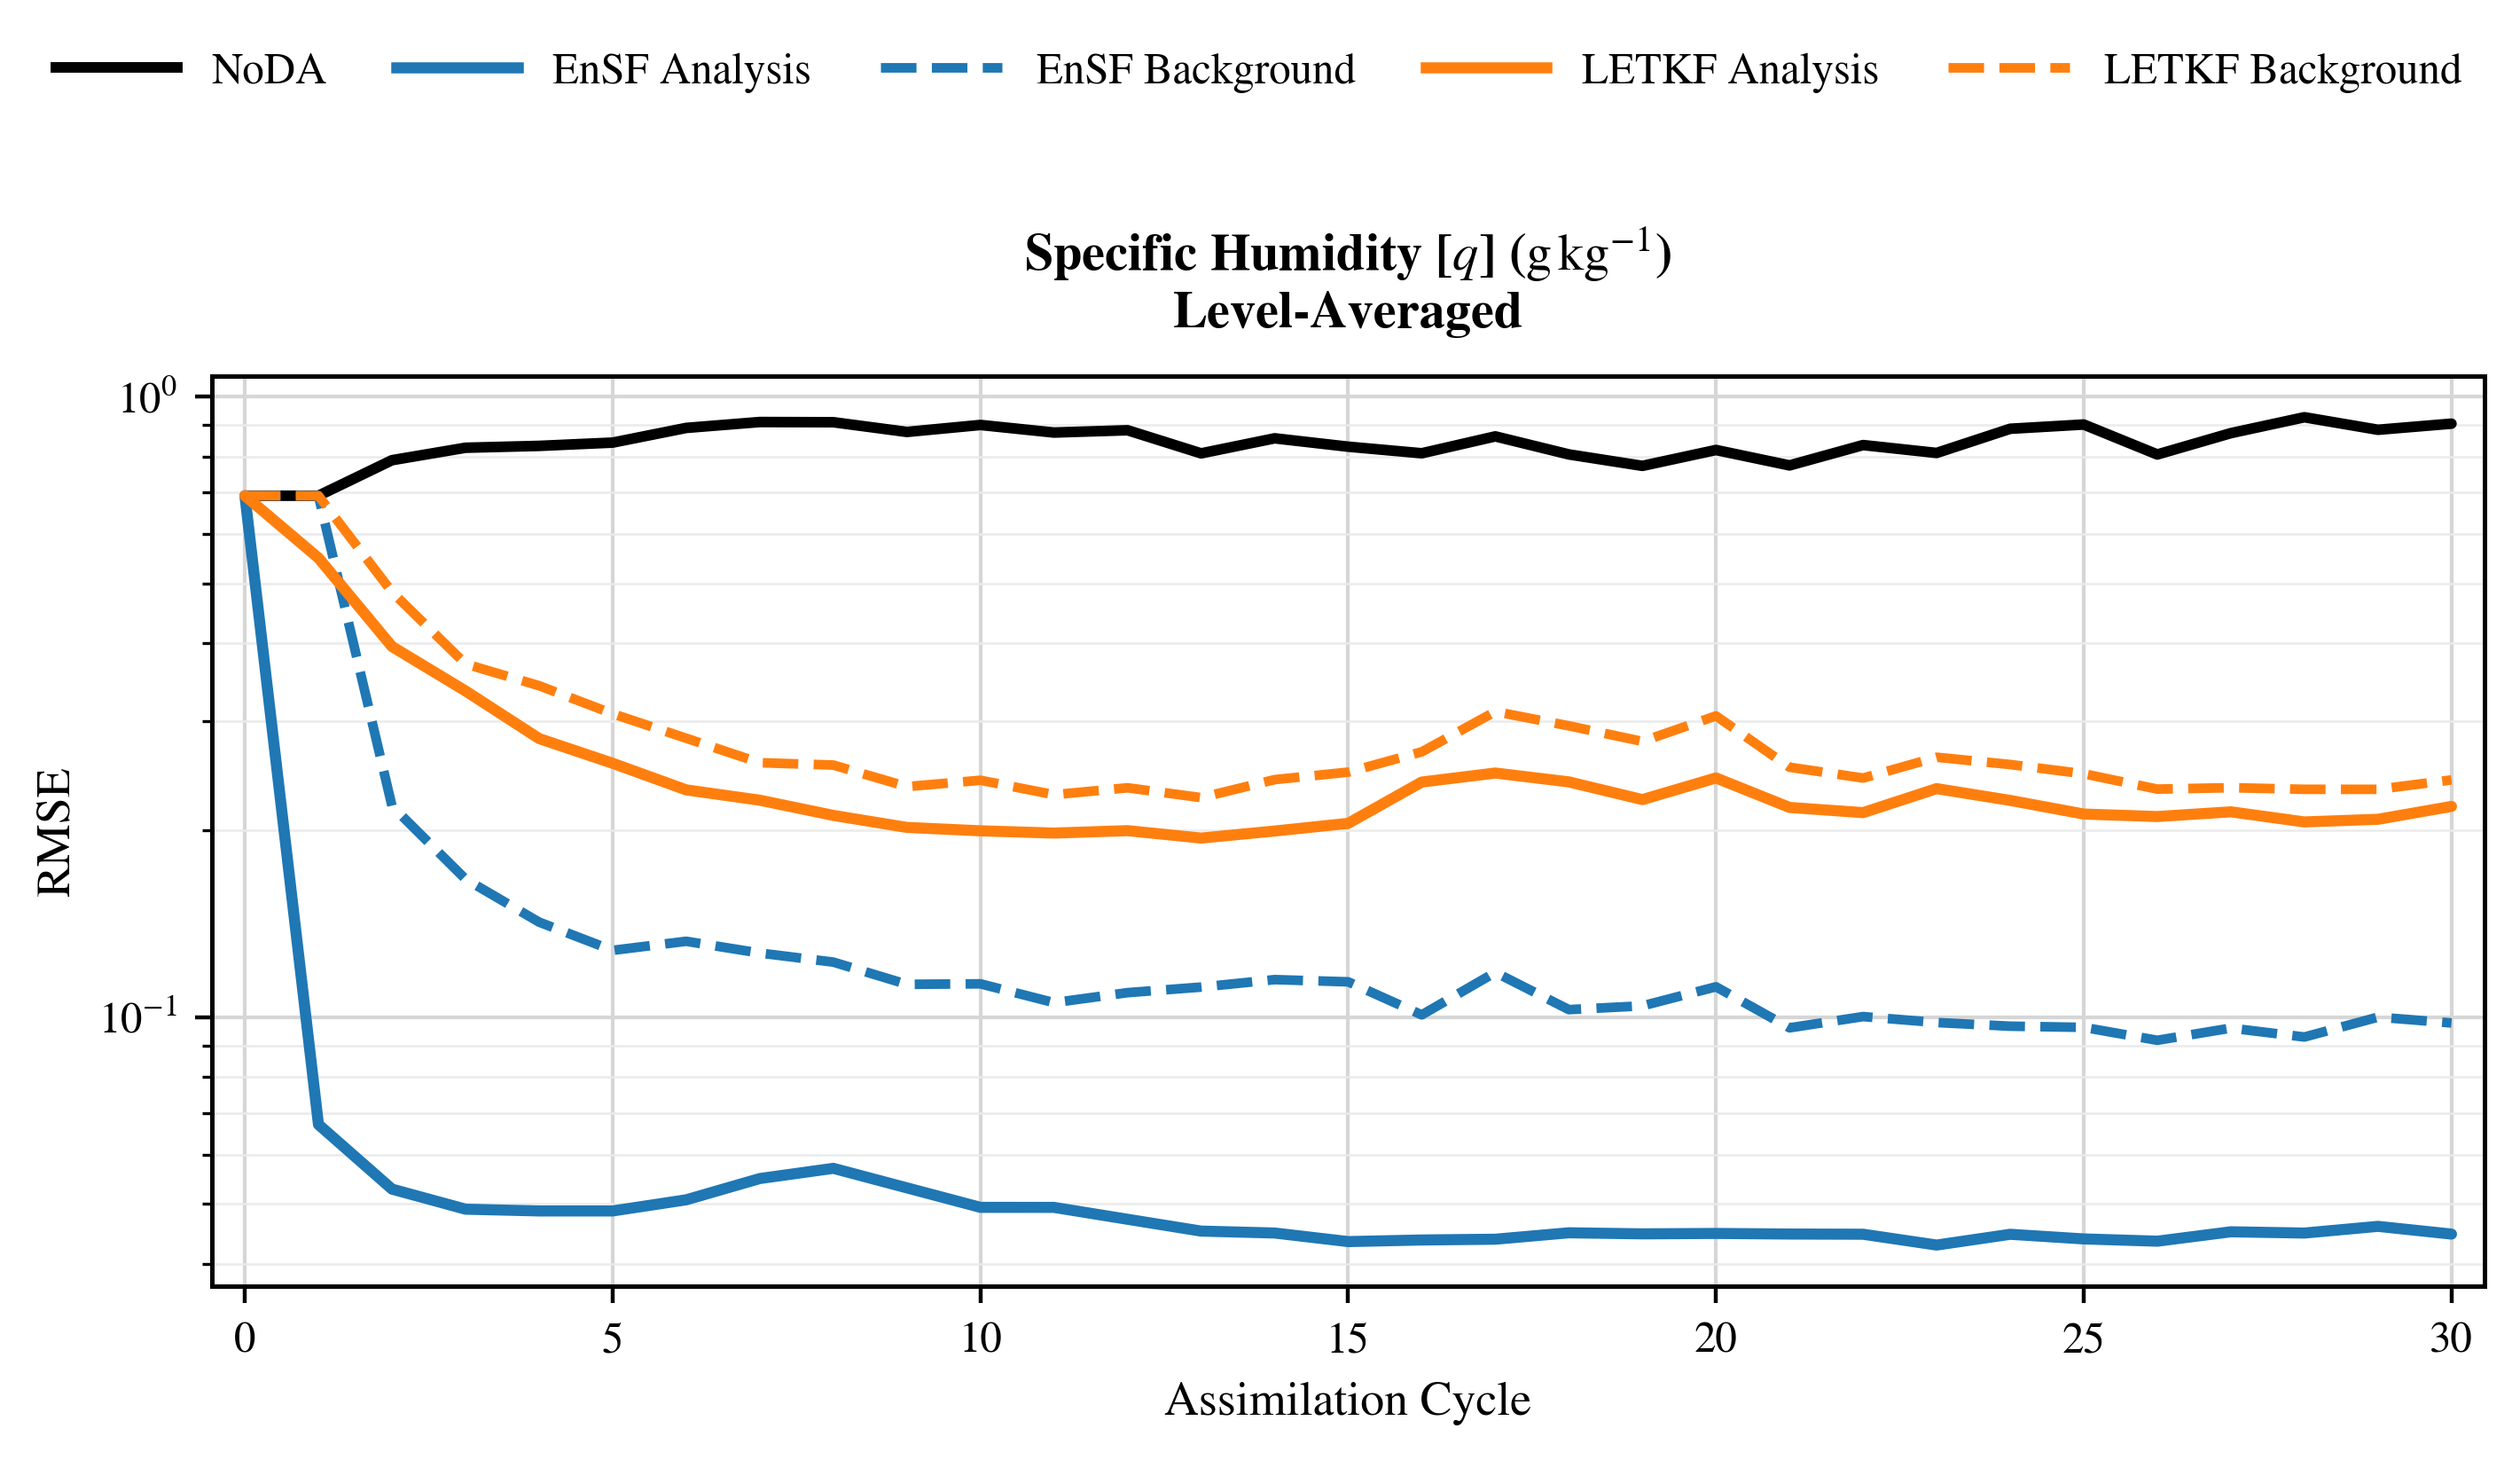 NoDA EnSF Analysis EnSF Background LETKF Analysis LETKF Background
Specific Humidity [q] (g kg⁻¹)
Level-Averaged
10⁰
10⁻¹
RMSE
0 5 10 15 20 25 30
Assimilation Cycle